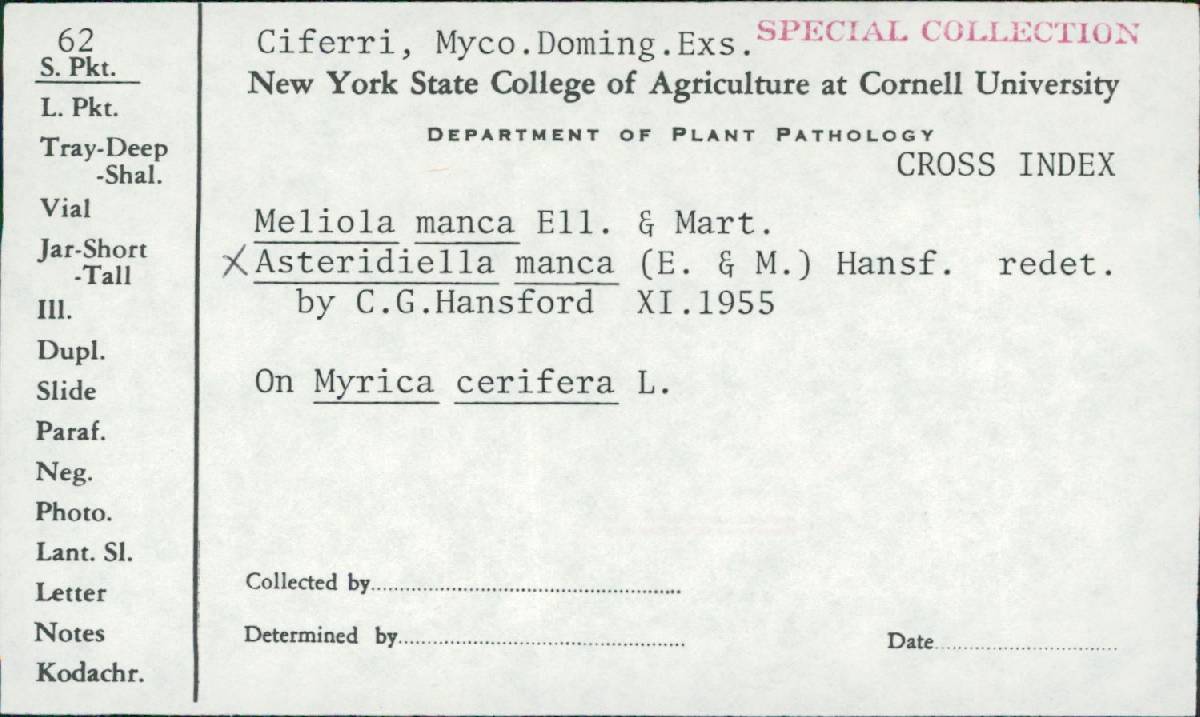 62
S. Pkt.
L. Pkt.
Tray-Deep
-Shal.
Vial
Jar-Short
-Tall
Ill.
Dupl.
Slide
Paraf.
Neg.
Photo.
Lant. Sl.
Letter
Notes
Kodachr.
Ciferri, Myco.Doming.Exs. SPECIAL COLLECTION
New York State College of Agriculture at Cornell University
DEPARTMENT OF PLANT PATHOLOGY
CROSS INDEX
Meliola manca Ell. & Mart.
X Asteridiella manca (E. & M.) Hansf. redet.
by C.G.Hansford XI.1955
On Myrica cerifera L.
Collected by
Determined by
Date